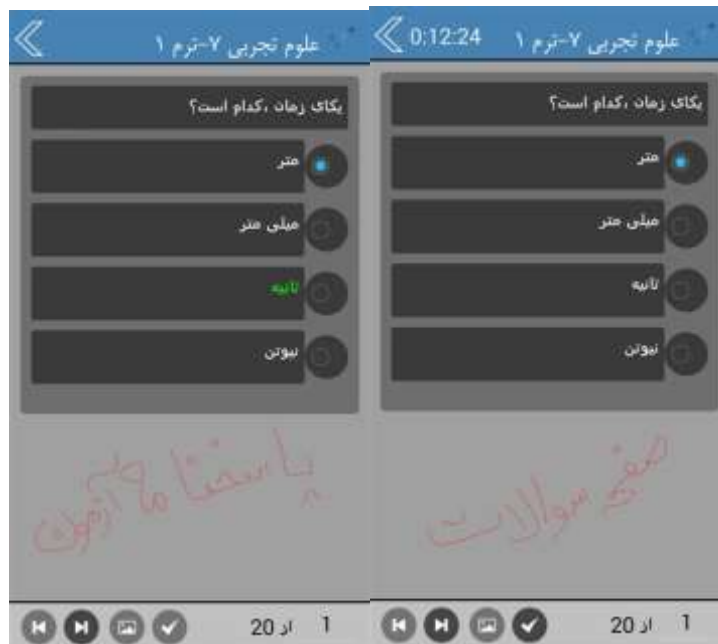 علوم تجربی ۷-ترم ۱
یکای زمان ،کدام است؟
متر
میلی متر
ثانیه
نیوتن
پاسخنامه آزمون
1 از 20
0:12:24 علوم تجربی ۷-ترم ۱
یکای زمان ،کدام است؟
متر
میلی متر
ثانیه
نیوتن
صفحه سوالات
1 از 20